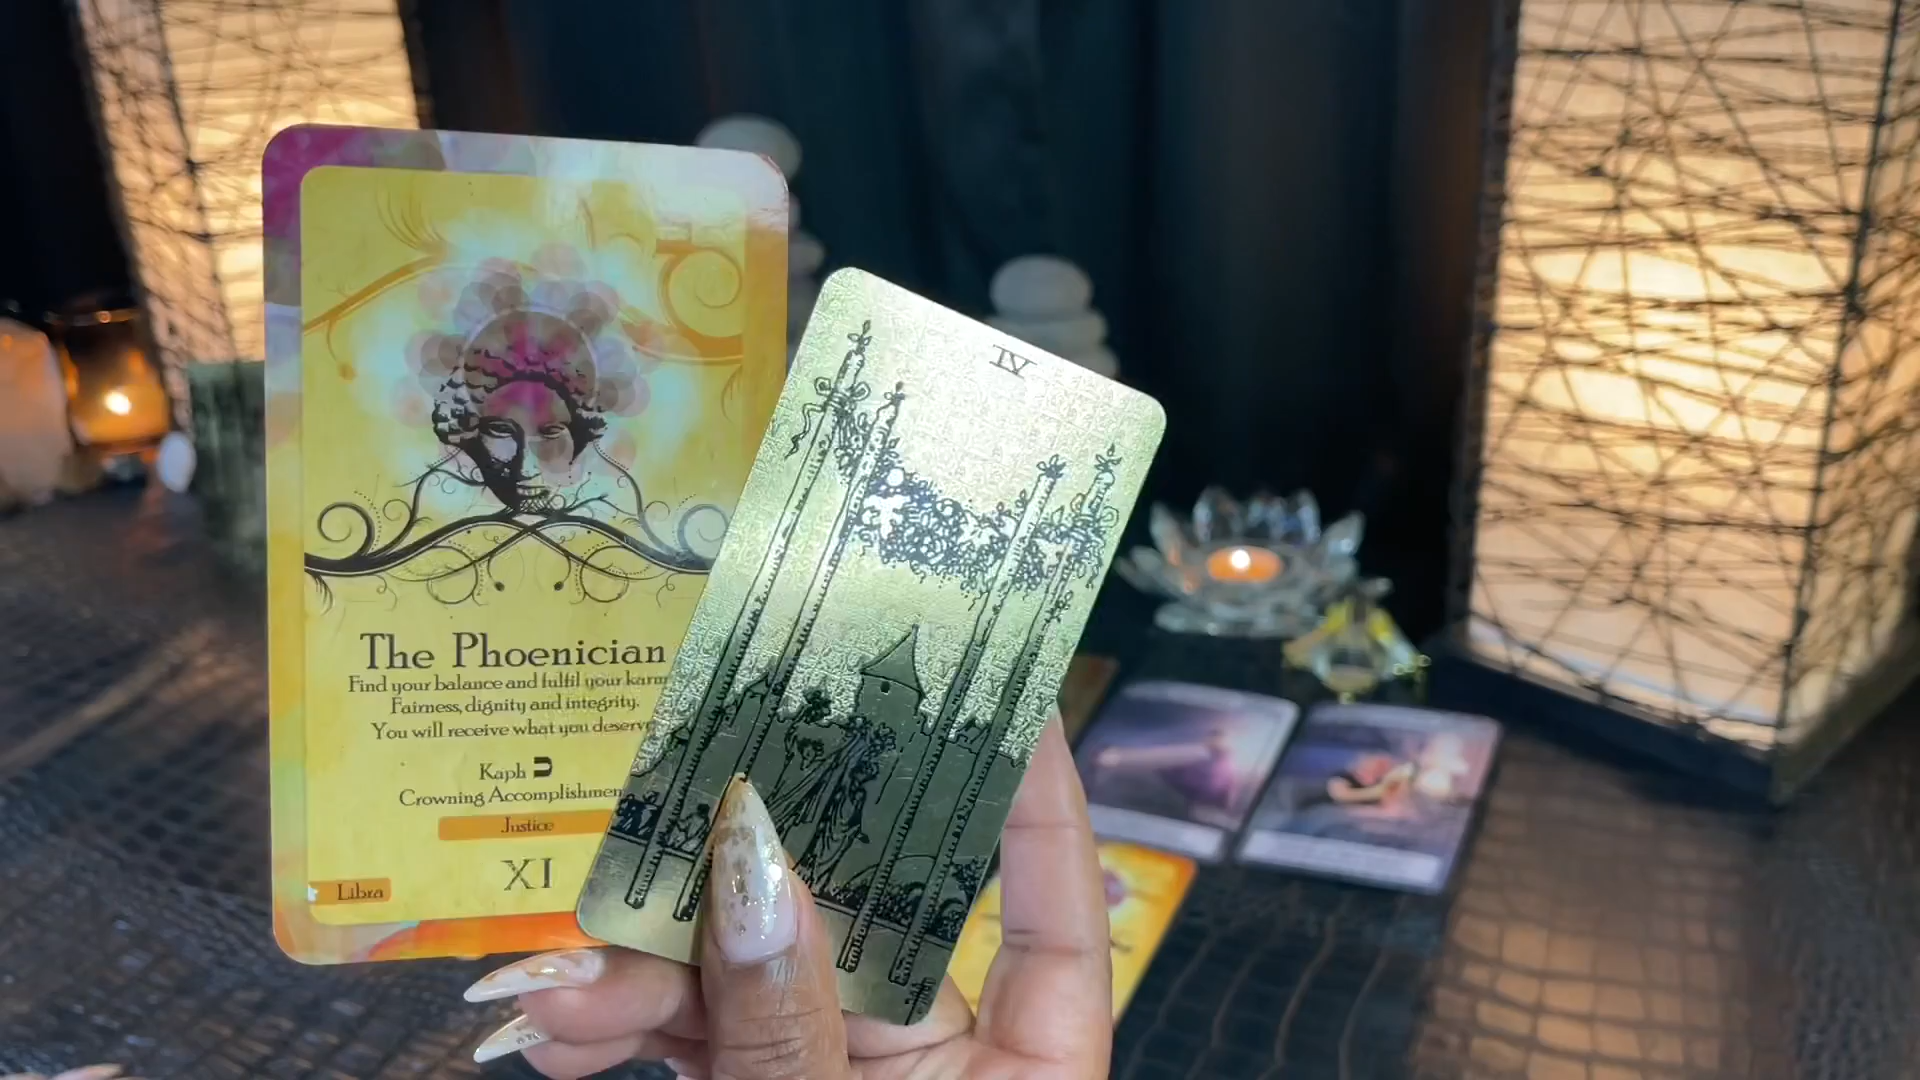 The Phoenician
Find your balance and fulfil your karm
Fairness, dignity and integrity.
You will receive what you deserve
Kaph כ
Crowning Accomplishmen
Justice
XI
Libra
IV